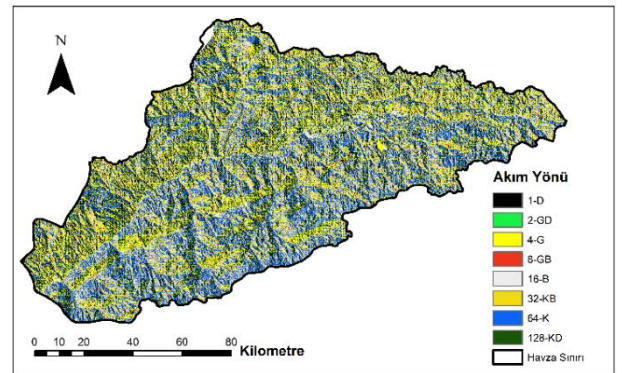 N
Akım Yönü
1-D
2-GD
4-G
8-GB
16-B
32-KB
64-K
128-KD
Havza Sınırı
0 20 40 60 80
Kilometre